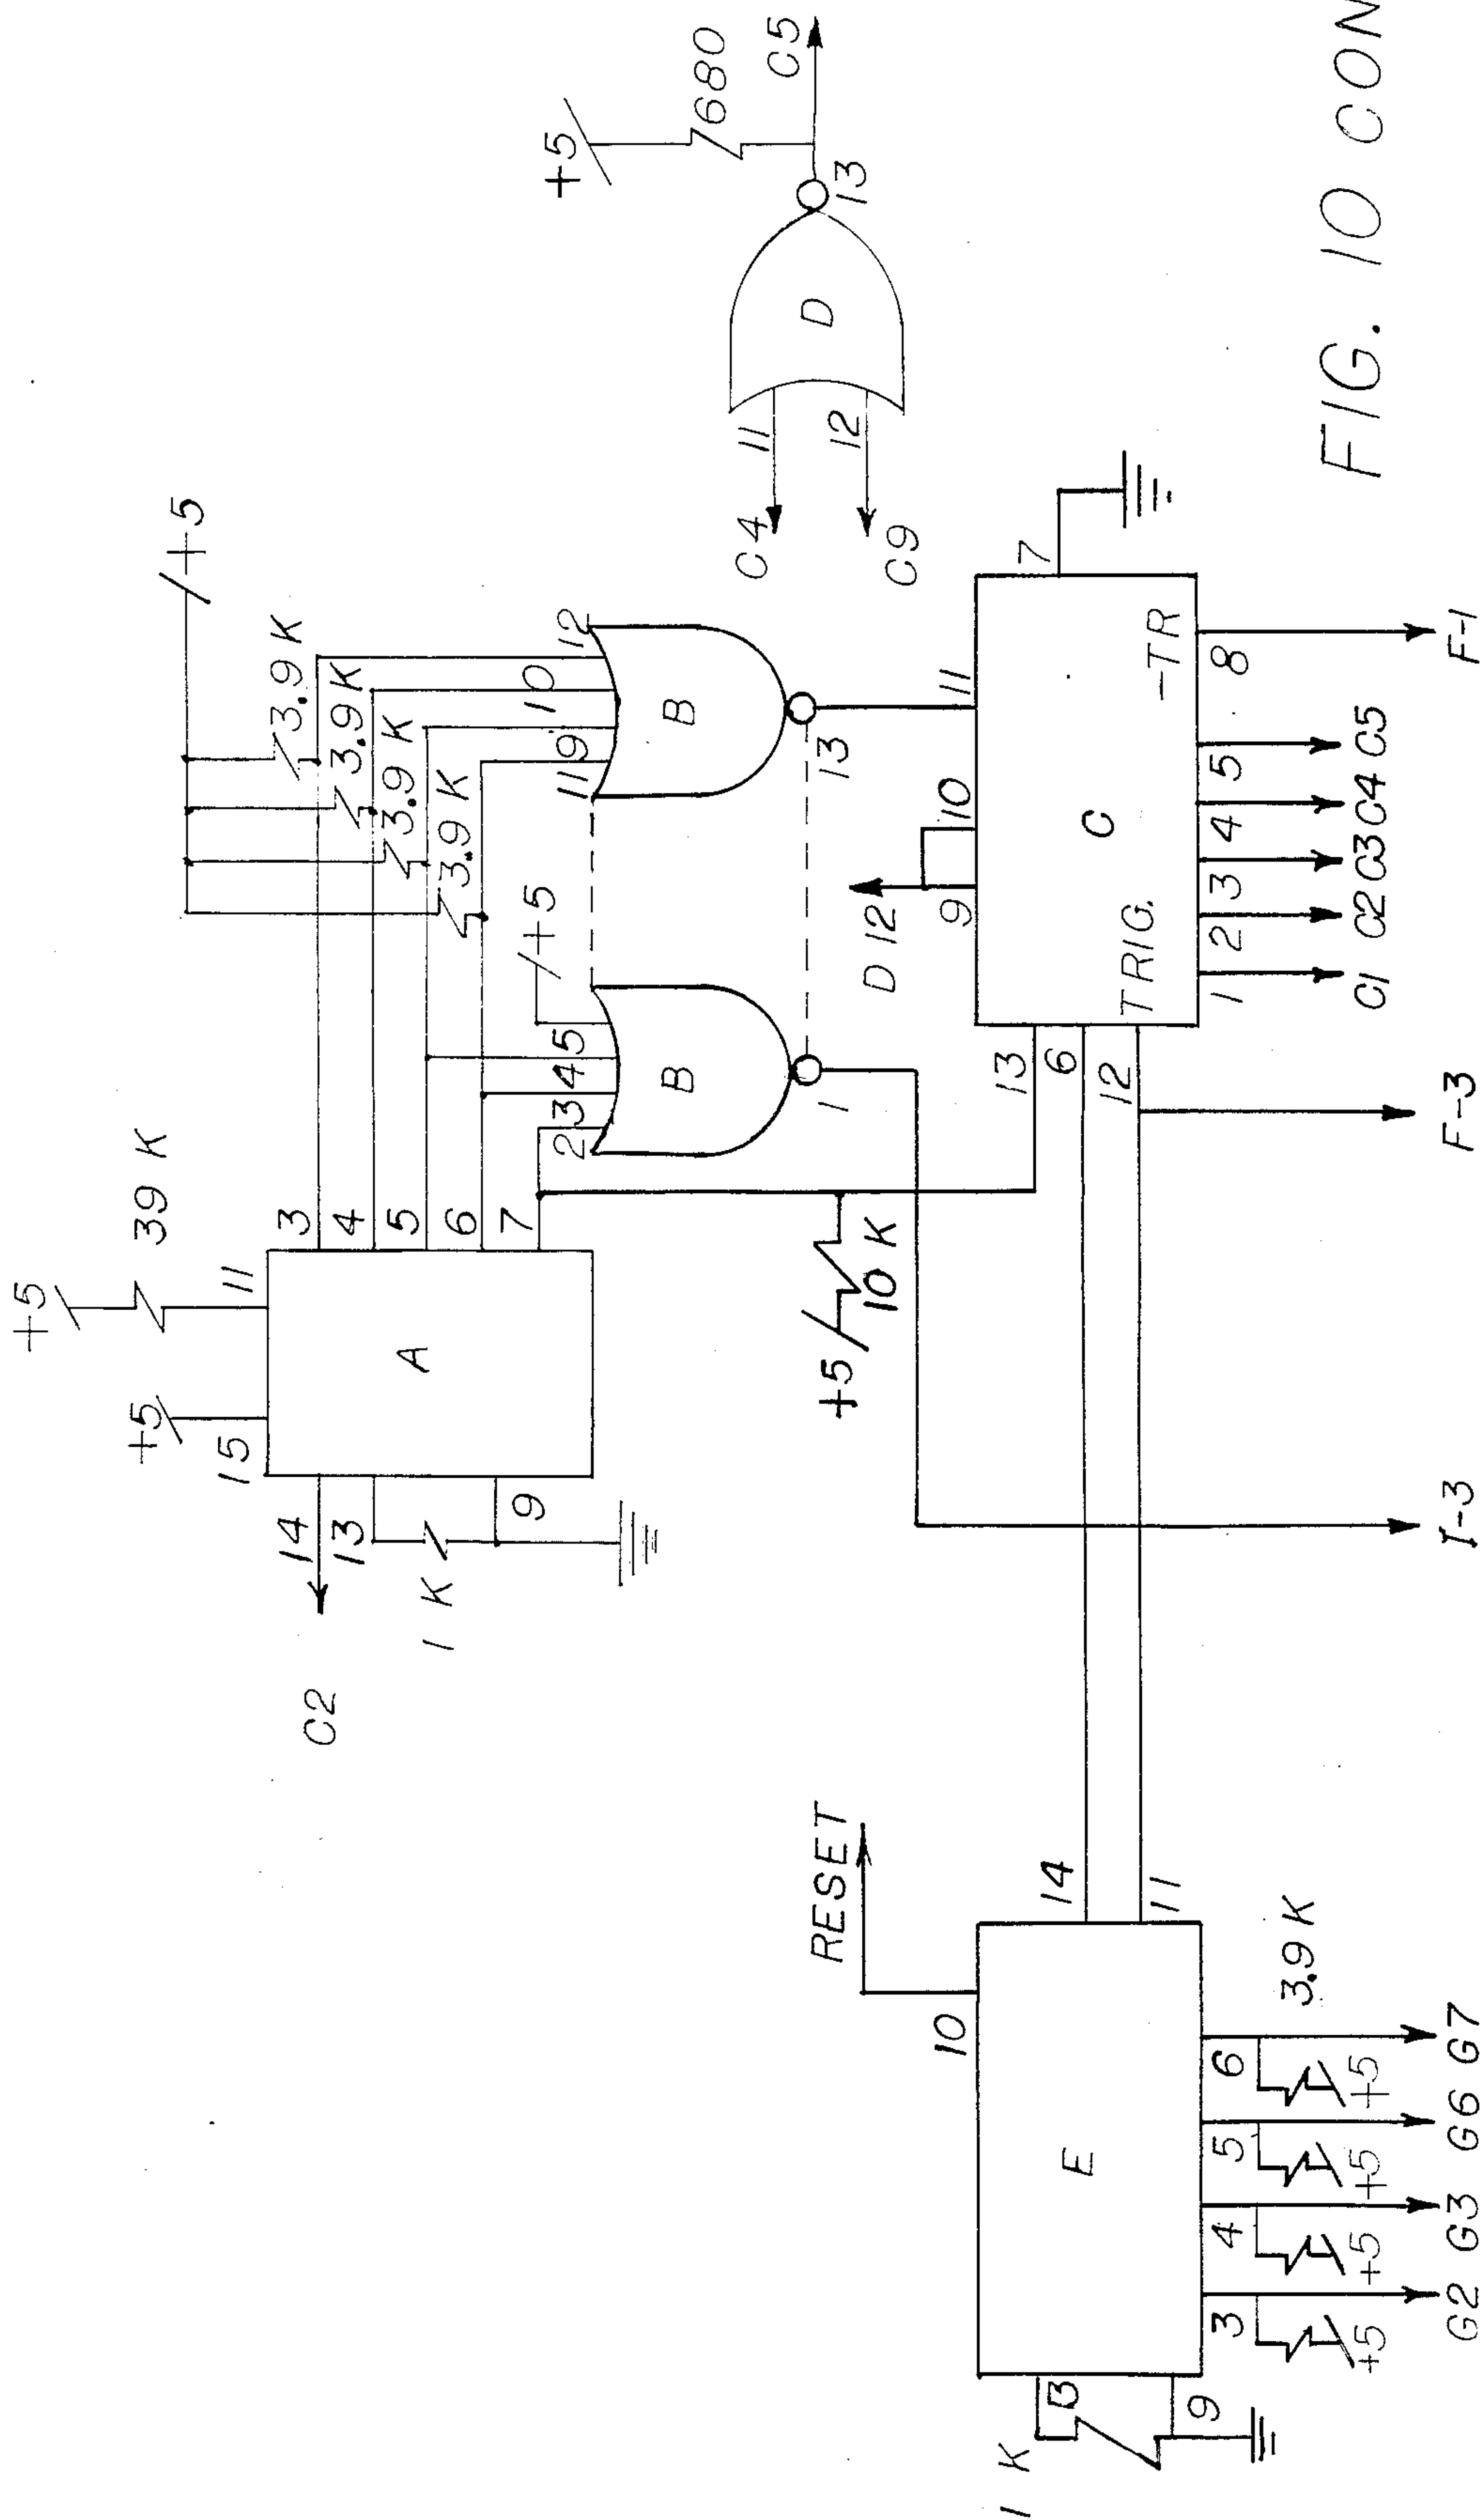 +5
39 K
+5
15
11
A
14
13
9
C2
1 K
3
4
5
6
7
/+5
3.9 K
3.9 K
3.9 K
3.9 K
/+5
2
3
4
5
B
1
11
9
10
12
B
13
+5
680
C5
13
D
11
12
C4
C9
+5
10 K
D 12
9
10
11
7
13
6
12
TRIG.
C
-TR
1
2
3
4
5
8
C1
C2
C3
C4
C5
F-1
F-3
I-3
RESET
10
14
11
E
1 K
13
9
3
4
5
6
3.9 K
+5
+5
+5
+5
G2
G3
G6
G7
FIG. 10 CON